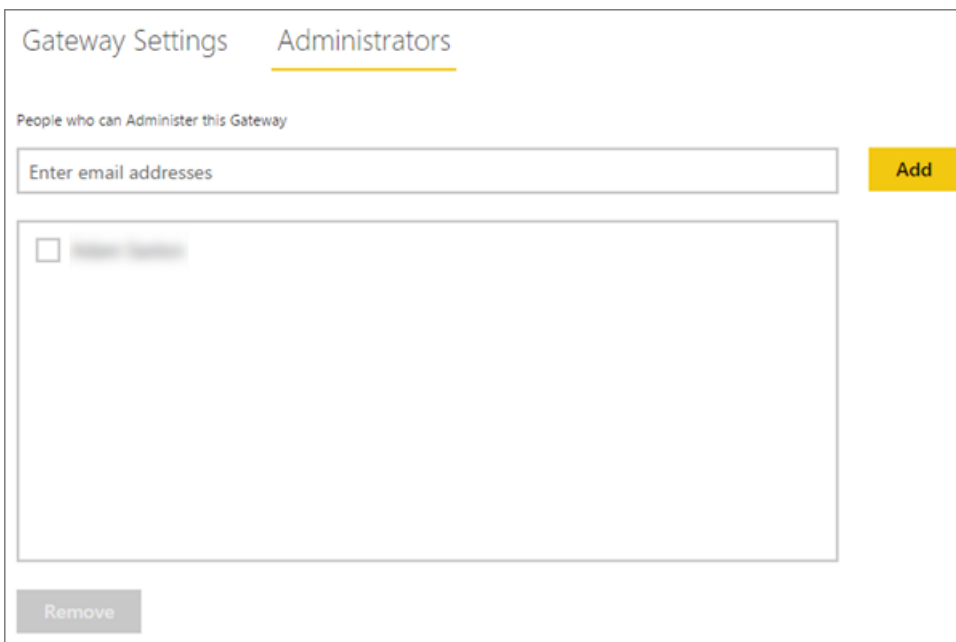 Gateway Settings Administrators
People who can Administer this Gateway
Enter email addresses
Add
Remove